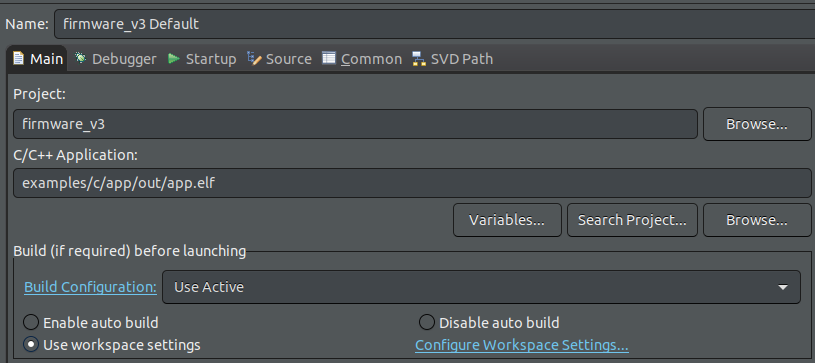 Name: firmware_v3 Default
Main Debugger Startup Source Common SVD Path
Project:
firmware_v3 Browse...
C/C++ Application:
examples/c/app/out/app.elf
Variables... Search Project... Browse...
Build (if required) before launching
Build Configuration: Use Active
Enable auto build Disable auto build
Use workspace settings Configure Workspace Settings...